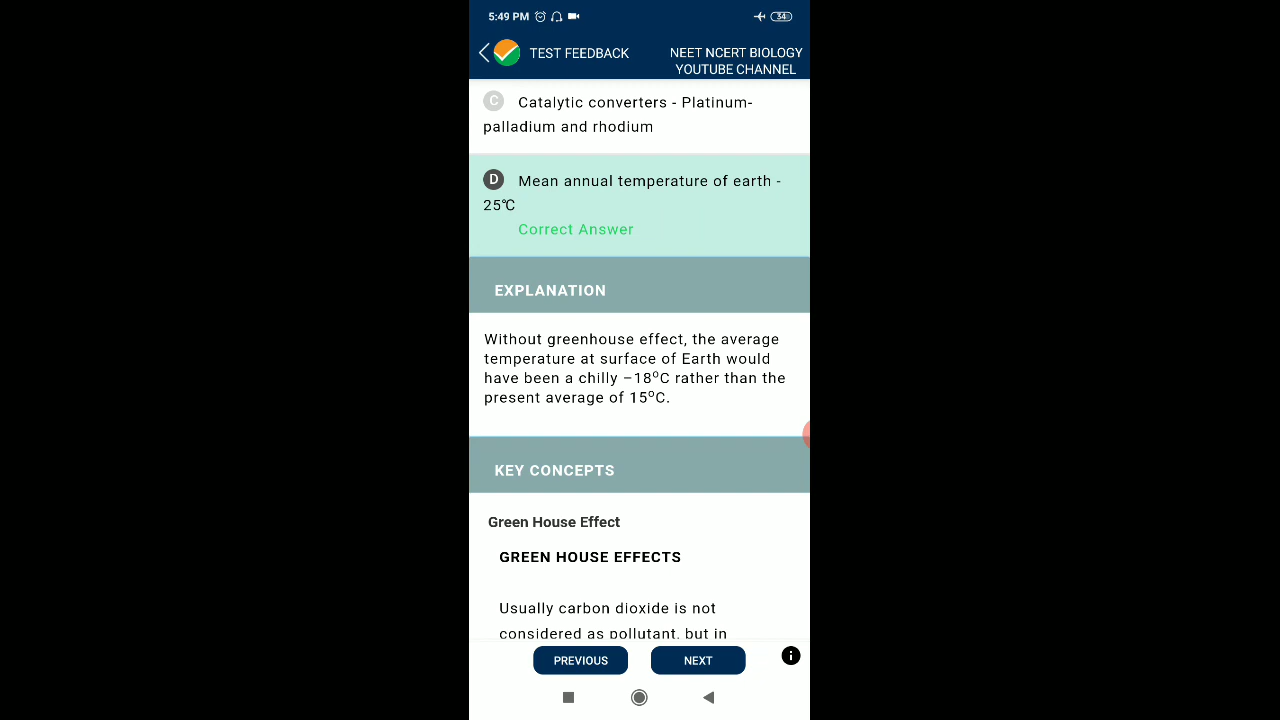 5:49 PM
34
TEST FEEDBACK
NEET NCERT BIOLOGY
YOUTUBE CHANNEL
C Catalytic converters - Platinum-
palladium and rhodium
D Mean annual temperature of earth -
25℃
Correct Answer
EXPLANATION
Without greenhouse effect, the average
temperature at surface of Earth would
have been a chilly –18⁰C rather than the
present average of 15⁰C.
KEY CONCEPTS
Green House Effect
GREEN HOUSE EFFECTS
Usually carbon dioxide is not
considered as pollutant, but in
PREVIOUS
NEXT